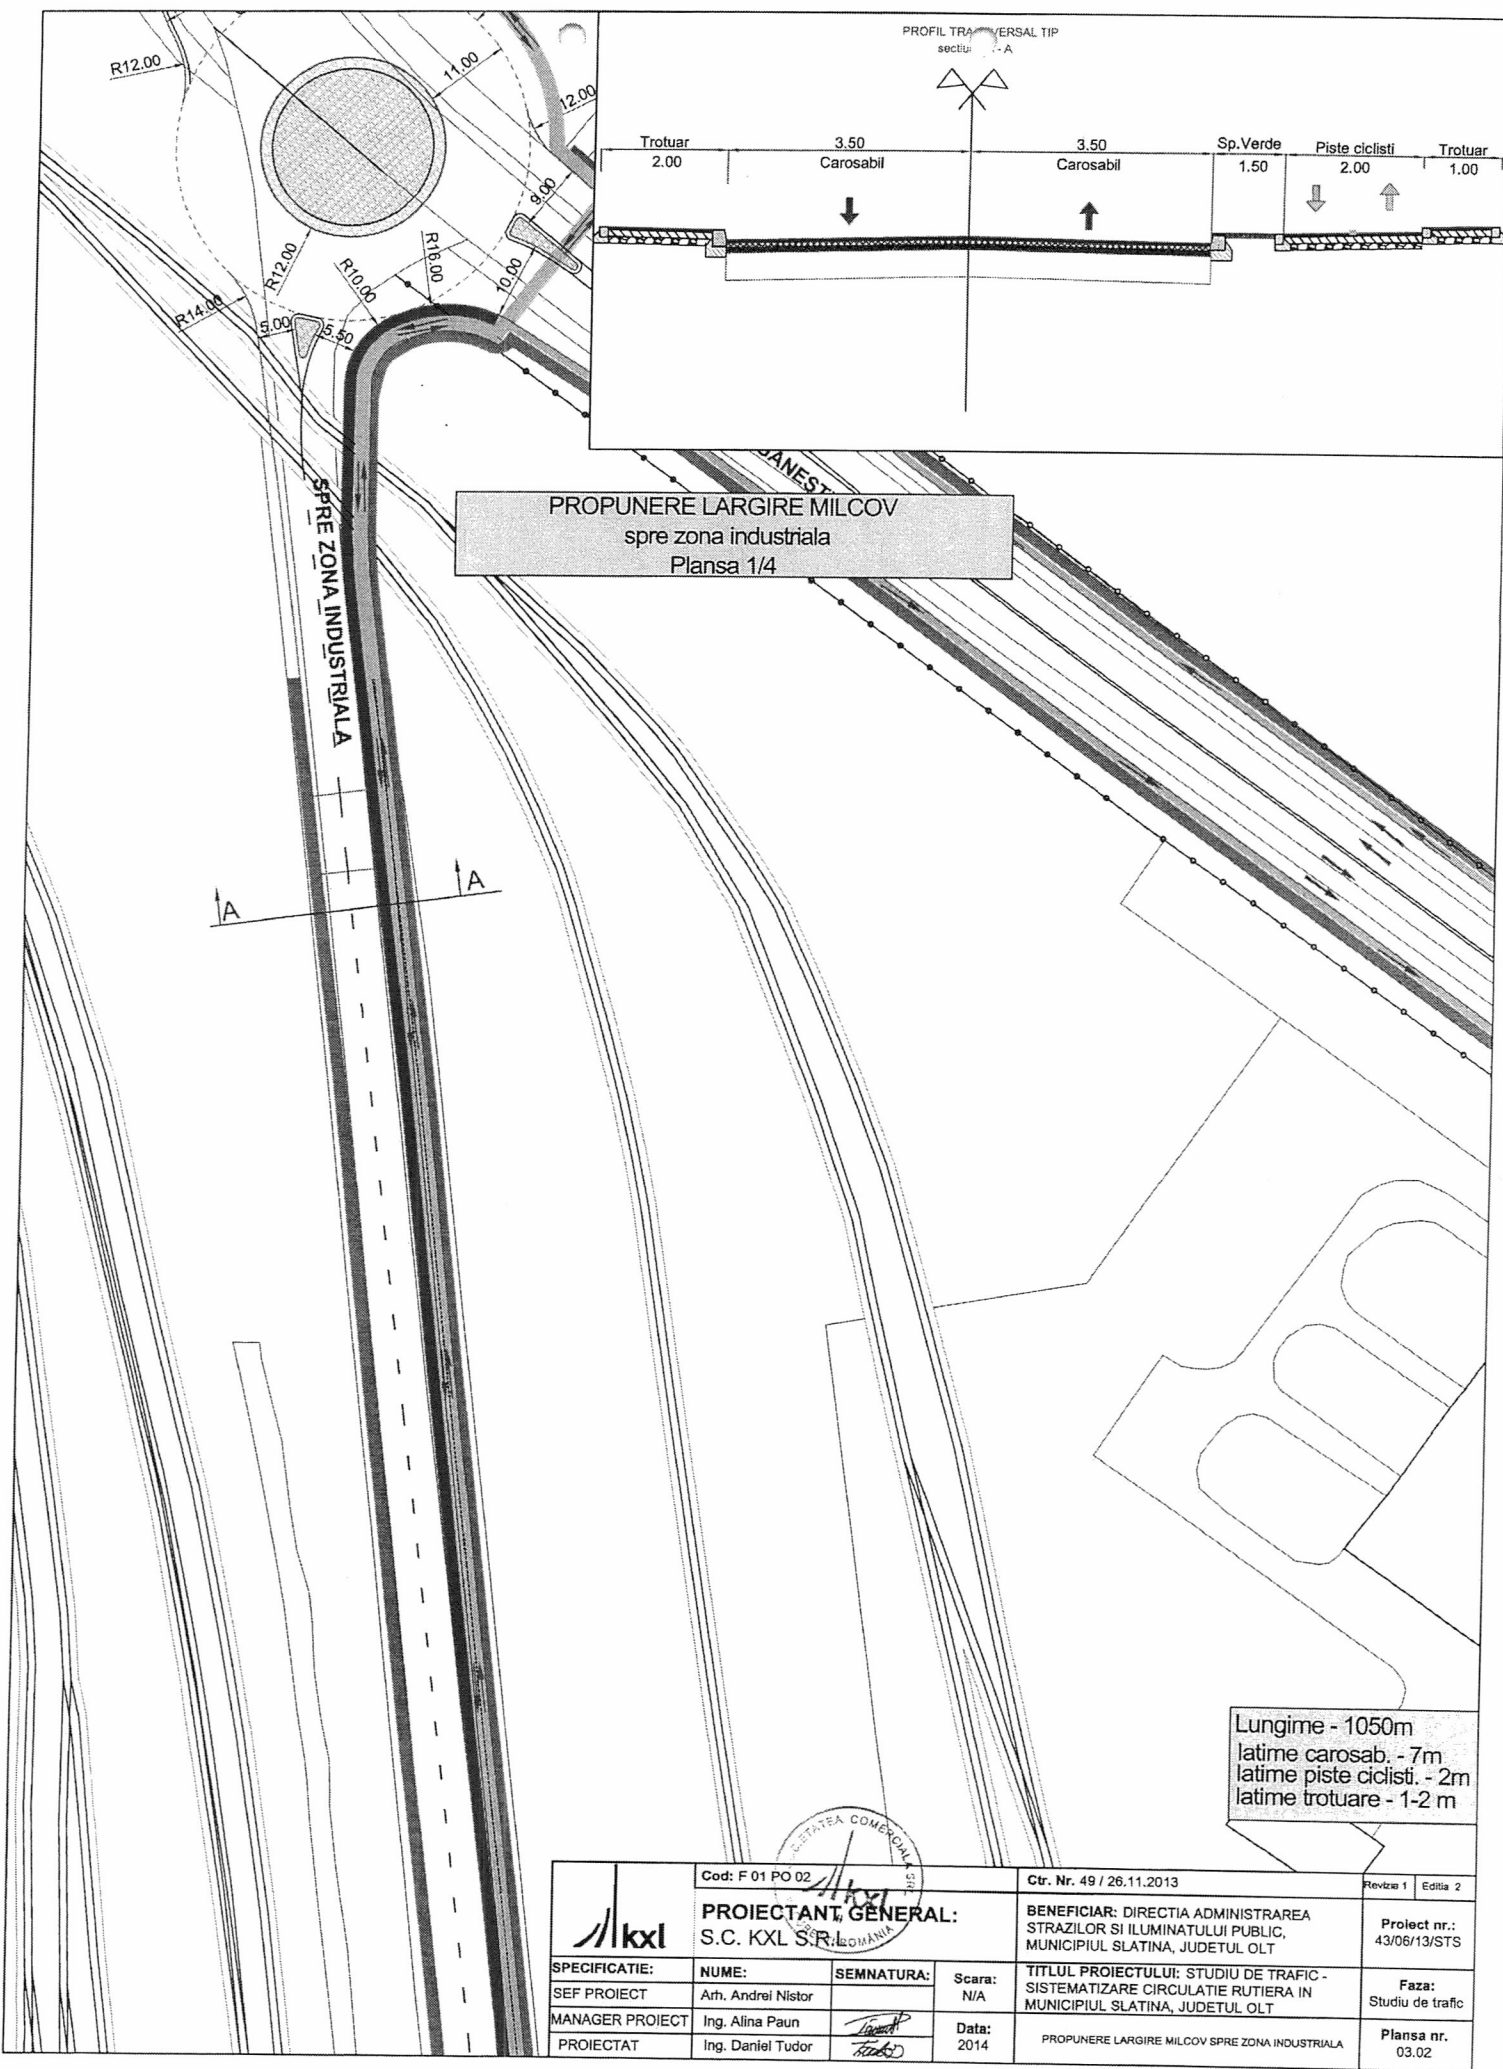 PROFIL TRA VERSAL TIP
A
Trotuar
2.00
3.50
Carosabil
3.50
Carosabil
Sp.Verde
1.50
Piste ciclisti
2.00
Trotuar
1.00
R12.00
11.00
12.00
9.00
10.00
R16.00
R10.00
R12.00
R14.00
5.00
5.50
SPRE ZONA INDUSTRIALA
PROPUNERE LARGIRE MILCOV
spre zona industriala
Plansa 1/4
A
A
Lungime - 1050m
latime carosab. - 7m
latime piste ciclisti. - 2m
latime trotuare - 1-2 m
kxl
Cod: F 01 PO 02
PROIECTANT GENERAL:
S.C. KXL S.R.L.
COMERCIALA
kxl
ROMÂNIA
Ctr. Nr. 49 / 26.11.2013
Revizie 1
Editia 2
BENEFICIAR: DIRECTIA ADMINISTRAREA
STRAZILOR SI ILUMINATULUI PUBLIC,
MUNICIPIUL SLATINA, JUDETUL OLT
Proiect nr.:
43/06/13/STS
SPECIFICATIE:
NUME:
SEMNATURA:
Scara:
N/A
TITLUL PROIECTULUI: STUDIU DE TRAFIC -
SISTEMATIZARE CIRCULATIE RUTIERA IN
MUNICIPIUL SLATINA, JUDETUL OLT
Faza:
Studiu de trafic
SEF PROIECT
Arh. Andrei Nistor
MANAGER PROIECT
Ing. Alina Paun
Data:
2014
PROPUNERE LARGIRE MILCOV SPRE ZONA INDUSTRIALA
Plansa nr.
03.02
PROIECTAT
Ing. Daniel Tudor